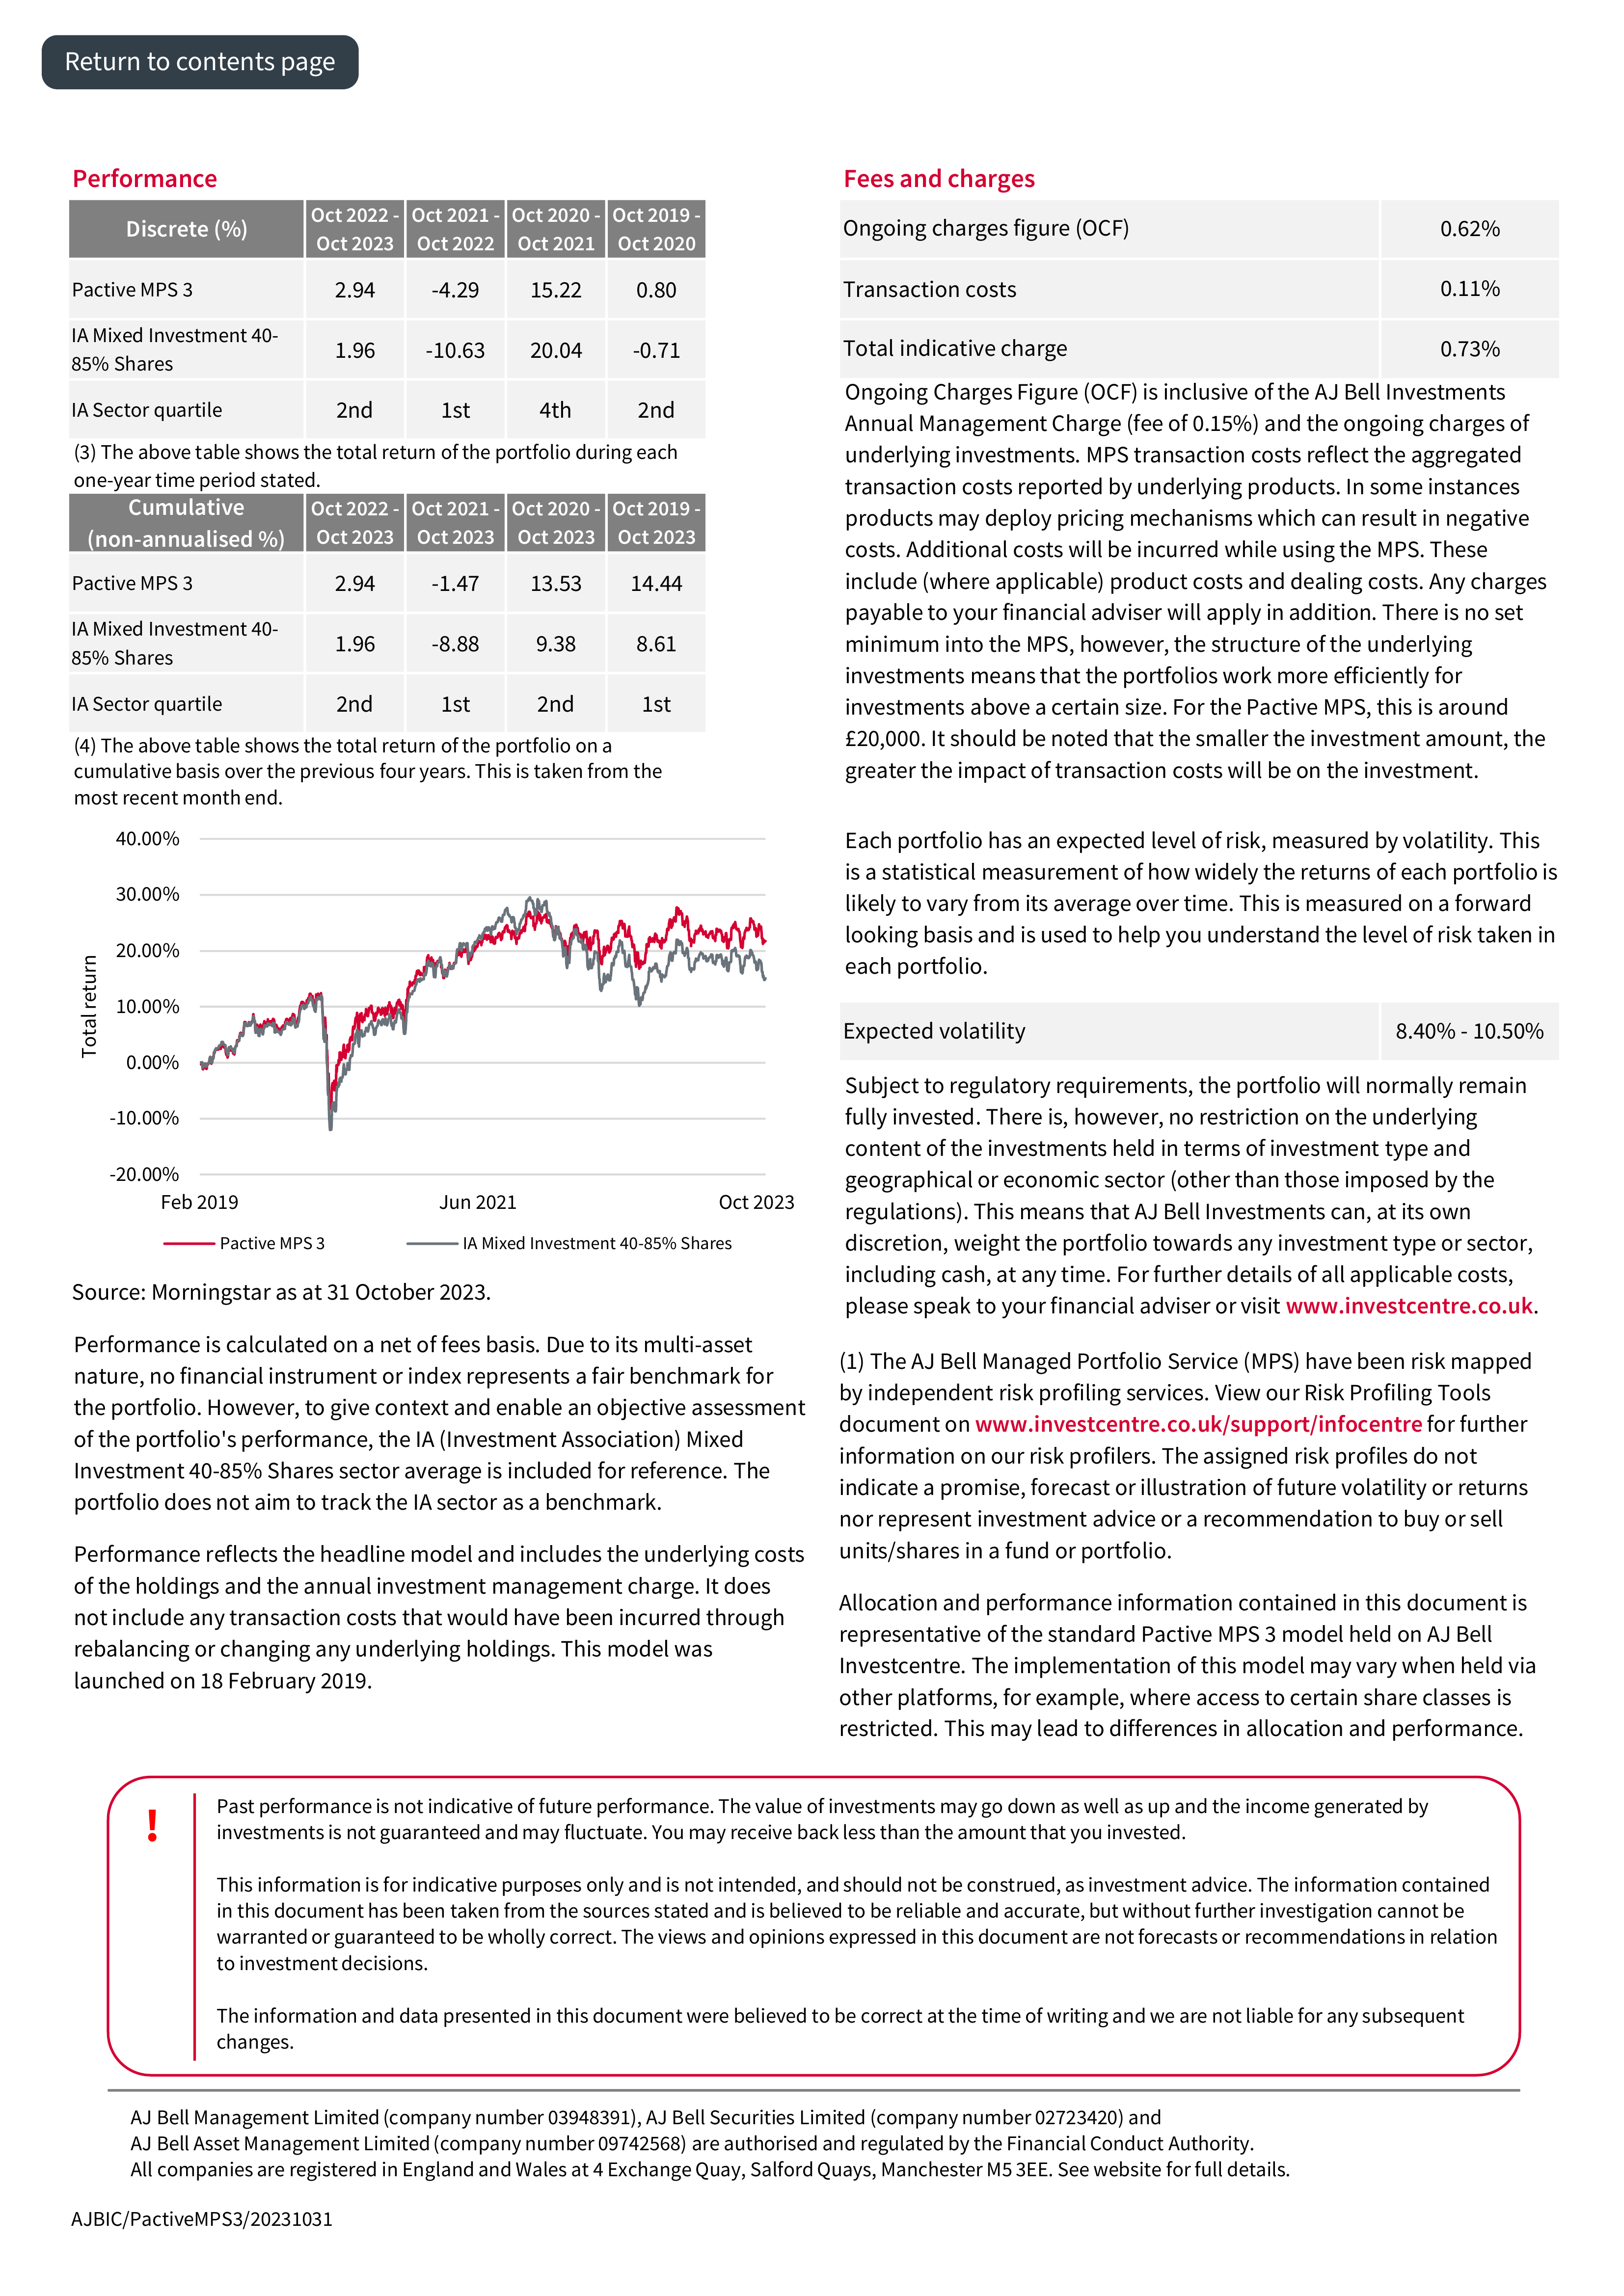 Return to contents page
Performance
Discrete (%)
Oct 2022 - Oct 2021 - Oct 2020 - Oct 2019 -
Oct 2023 Oct 2022 Oct 2021 Oct 2020
Pactive MPS 3 2.94 -4.29 15.22 0.80
IA Mixed Investment 40-
85% Shares 1.96 -10.63 20.04 -0.71
IA Sector quartile 2nd 1st 4th 2nd
(3) The above table shows the total return of the portfolio during each
one-year time period stated.
Cumulative
(non-annualised %)
Oct 2022 - Oct 2021 - Oct 2020 - Oct 2019 -
Oct 2023 Oct 2023 Oct 2023 Oct 2023
Pactive MPS 3 2.94 -1.47 13.53 14.44
IA Mixed Investment 40-
85% Shares 1.96 -8.88 9.38 8.61
IA Sector quartile 2nd 1st 2nd 1st
(4) The above table shows the total return of the portfolio on a
cumulative basis over the previous four years. This is taken from the
most recent month end.
40.00%
30.00%
20.00%
10.00%
0.00%
-10.00%
-20.00%
Total return
Feb 2019 Jun 2021 Oct 2023
Pactive MPS 3 IA Mixed Investment 40-85% Shares
Source: Morningstar as at 31 October 2023.
Performance is calculated on a net of fees basis. Due to its multi-asset
nature, no financial instrument or index represents a fair benchmark for
the portfolio. However, to give context and enable an objective assessment
of the portfolio's performance, the IA (Investment Association) Mixed
Investment 40-85% Shares sector average is included for reference. The
portfolio does not aim to track the IA sector as a benchmark.
Performance reflects the headline model and includes the underlying costs
of the holdings and the annual investment management charge. It does
not include any transaction costs that would have been incurred through
rebalancing or changing any underlying holdings. This model was
launched on 18 February 2019.
Fees and charges
Ongoing charges figure (OCF) 0.62%
Transaction costs 0.11%
Total indicative charge 0.73%
Ongoing Charges Figure (OCF) is inclusive of the AJ Bell Investments
Annual Management Charge (fee of 0.15%) and the ongoing charges of
underlying investments. MPS transaction costs reflect the aggregated
transaction costs reported by underlying products. In some instances
products may deploy pricing mechanisms which can result in negative
costs. Additional costs will be incurred while using the MPS. These
include (where applicable) product costs and dealing costs. Any charges
payable to your financial adviser will apply in addition. There is no set
minimum into the MPS, however, the structure of the underlying
investments means that the portfolios work more efficiently for
investments above a certain size. For the Pactive MPS, this is around
£20,000. It should be noted that the smaller the investment amount, the
greater the impact of transaction costs will be on the investment.
Each portfolio has an expected level of risk, measured by volatility. This
is a statistical measurement of how widely the returns of each portfolio is
likely to vary from its average over time. This is measured on a forward
looking basis and is used to help you understand the level of risk taken in
each portfolio.
Expected volatility 8.40% - 10.50%
Subject to regulatory requirements, the portfolio will normally remain
fully invested. There is, however, no restriction on the underlying
content of the investments held in terms of investment type and
geographical or economic sector (other than those imposed by the
regulations). This means that AJ Bell Investments can, at its own
discretion, weight the portfolio towards any investment type or sector,
including cash, at any time. For further details of all applicable costs,
please speak to your financial adviser or visit www.investcentre.co.uk.
(1) The AJ Bell Managed Portfolio Service (MPS) have been risk mapped
by independent risk profiling services. View our Risk Profiling Tools
document on www.investcentre.co.uk/support/infocentre for further
information on our risk profilers. The assigned risk profiles do not
indicate a promise, forecast or illustration of future volatility or returns
nor represent investment advice or a recommendation to buy or sell
units/shares in a fund or portfolio.
Allocation and performance information contained in this document is
representative of the standard Pactive MPS 3 model held on AJ Bell
Investcentre. The implementation of this model may vary when held via
other platforms, for example, where access to certain share classes is
restricted. This may lead to differences in allocation and performance.
!
Past performance is not indicative of future performance. The value of investments may go down as well as up and the income generated by
investments is not guaranteed and may fluctuate. You may receive back less than the amount that you invested.
This information is for indicative purposes only and is not intended, and should not be construed, as investment advice. The information contained
in this document has been taken from the sources stated and is believed to be reliable and accurate, but without further investigation cannot be
warranted or guaranteed to be wholly correct. The views and opinions expressed in this document are not forecasts or recommendations in relation
to investment decisions.
The information and data presented in this document were believed to be correct at the time of writing and we are not liable for any subsequent
changes.
AJ Bell Management Limited (company number 03948391), AJ Bell Securities Limited (company number 02723420) and
AJ Bell Asset Management Limited (company number 09742568) are authorised and regulated by the Financial Conduct Authority.
All companies are registered in England and Wales at 4 Exchange Quay, Salford Quays, Manchester M5 3EE. See website for full details.
AJBIC/PactiveMPS3/20231031